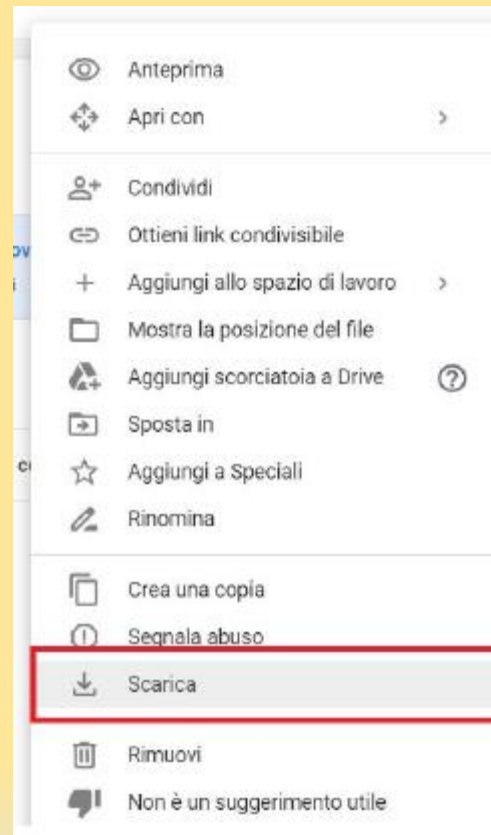 Anteprima
Apri con
Condividi
ov
Ottieni link condivisibile
i
Aggiungi allo spazio di lavoro
Mostra la posizione del file
Aggiungi scorciatoia a Drive
Sposta in
Aggiungi a Speciali
Rinomina
Crea una copia
Segnala abuso
Scarica
Rimuovi
Non è un suggerimento utile